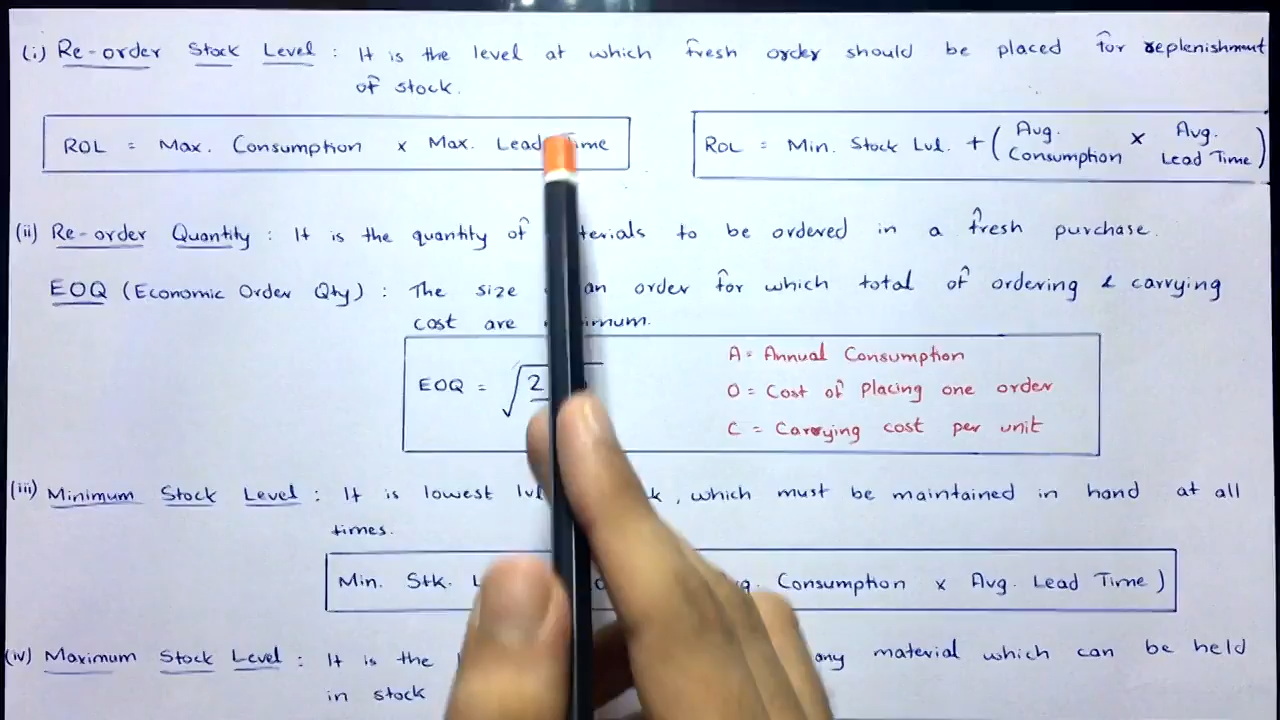 (i) Re-order Stock Level : It is the level at which fresh order should be placed for replenishment
of stock.
ROL = Max. Consumption x Max. Lead Time
ROL = Min. Stock Lvl. + ( Avg. Consumption x Avg. Lead Time )
(ii) Re-order Quantity : It is the quantity of to be ordered in a fresh purchase.
EOQ (Economic Order Qty) : The size an order for which total of ordering & carrying
cost are
EOQ = √2
A = Annual Consumption
O = Cost of Placing one order
C = Carrying cost per unit
(iii) Minimum Stock Level : It is lowest lvl , which must be maintained in hand at all
times.
Min. Stk. Consumption x Avg. Lead Time )
(iv) Maximum Stock Level : It is the any material which can be held
in stock